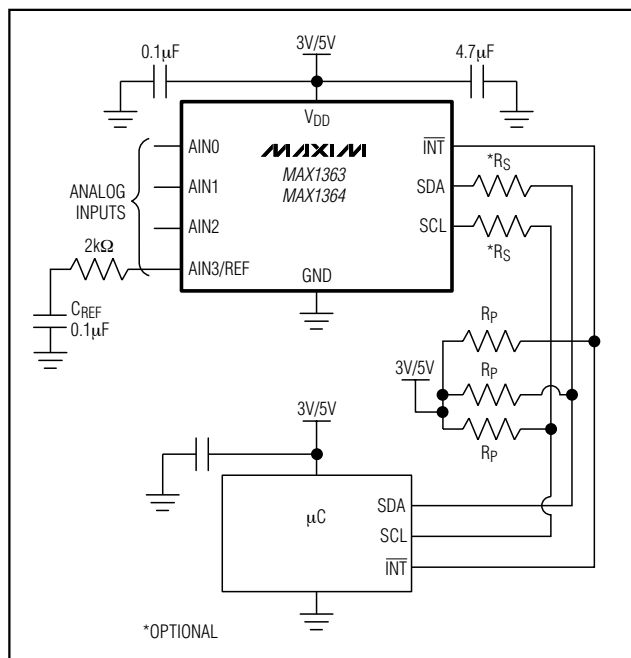 3V/5V
0.1µF
4.7µF
VDD
MAXIM
MAX1363
MAX1364
AIN0
AIN1
AIN2
AIN3/REF
ANALOG
INPUTS
2kΩ
CREF
0.1µF
GND
INT
SDA
SCL
*RS
*RS
RP
3V/5V
RP
RP
3V/5V
µC
SDA
SCL
INT
*OPTIONAL